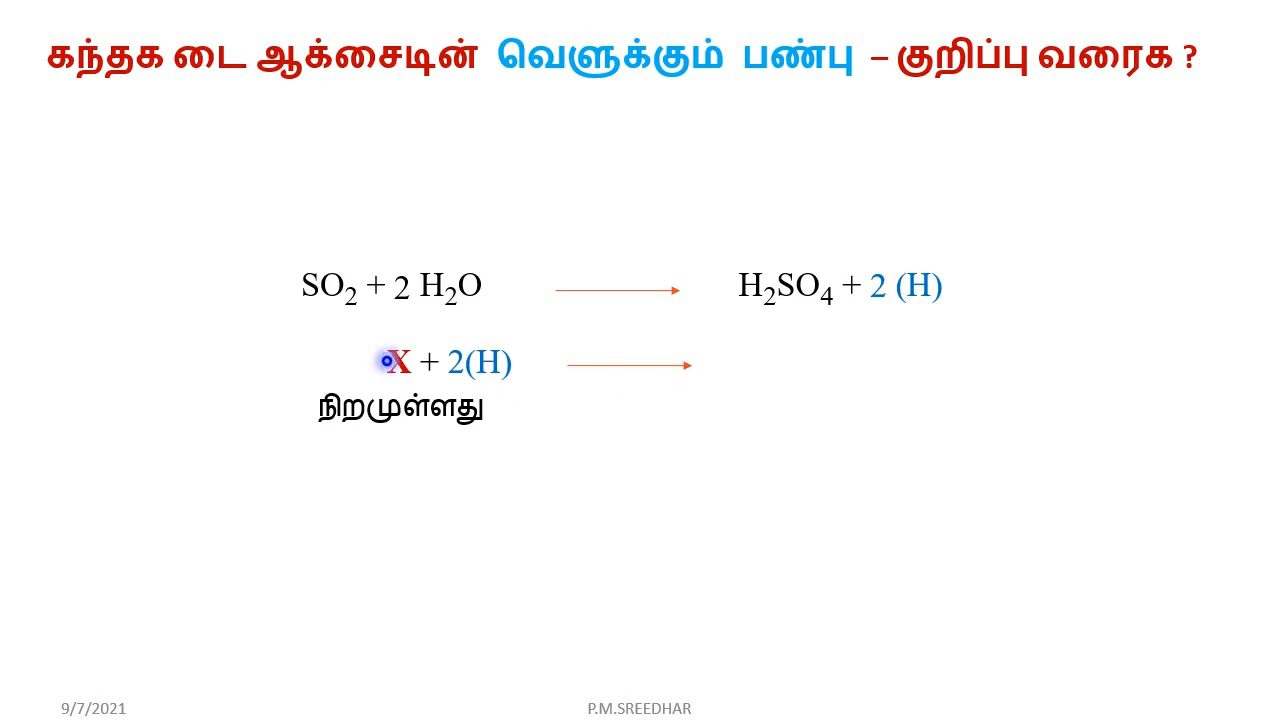 கந்தக டை ஆக்சைடின் வெளுக்கும் பண்பு – குறிப்பு வரைக ?
SO₂ + 2 H₂O ⟶ H₂SO₄ + 2 (H)
X + 2(H) ⟶
நிறமுள்ளது
9/7/2021 P.M.SREEDHAR